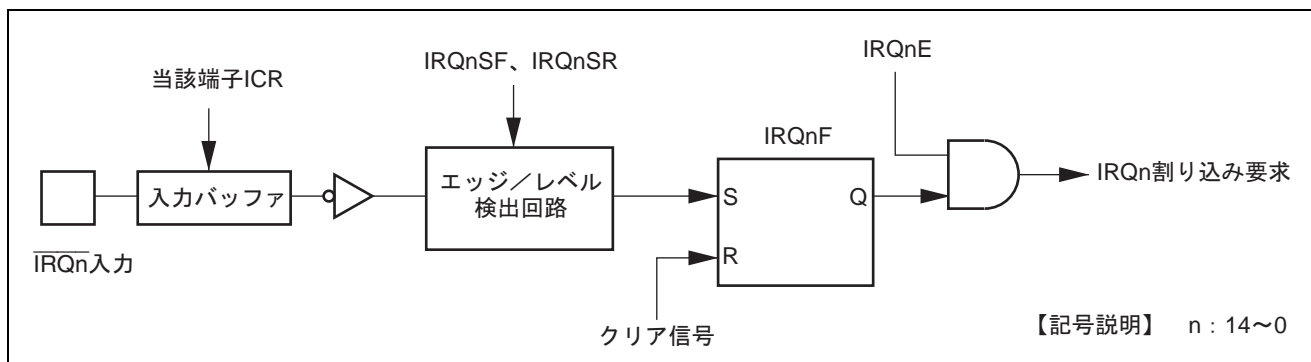 IRQnE
IRQnSF、IRQnSR
当該端子ICR
IRQnF
入力バッファ
エッジ／レベル
検出回路
S
Q
IRQn割り込み要求
R
IRQn入力
クリア信号
【記号説明】 n：14～0